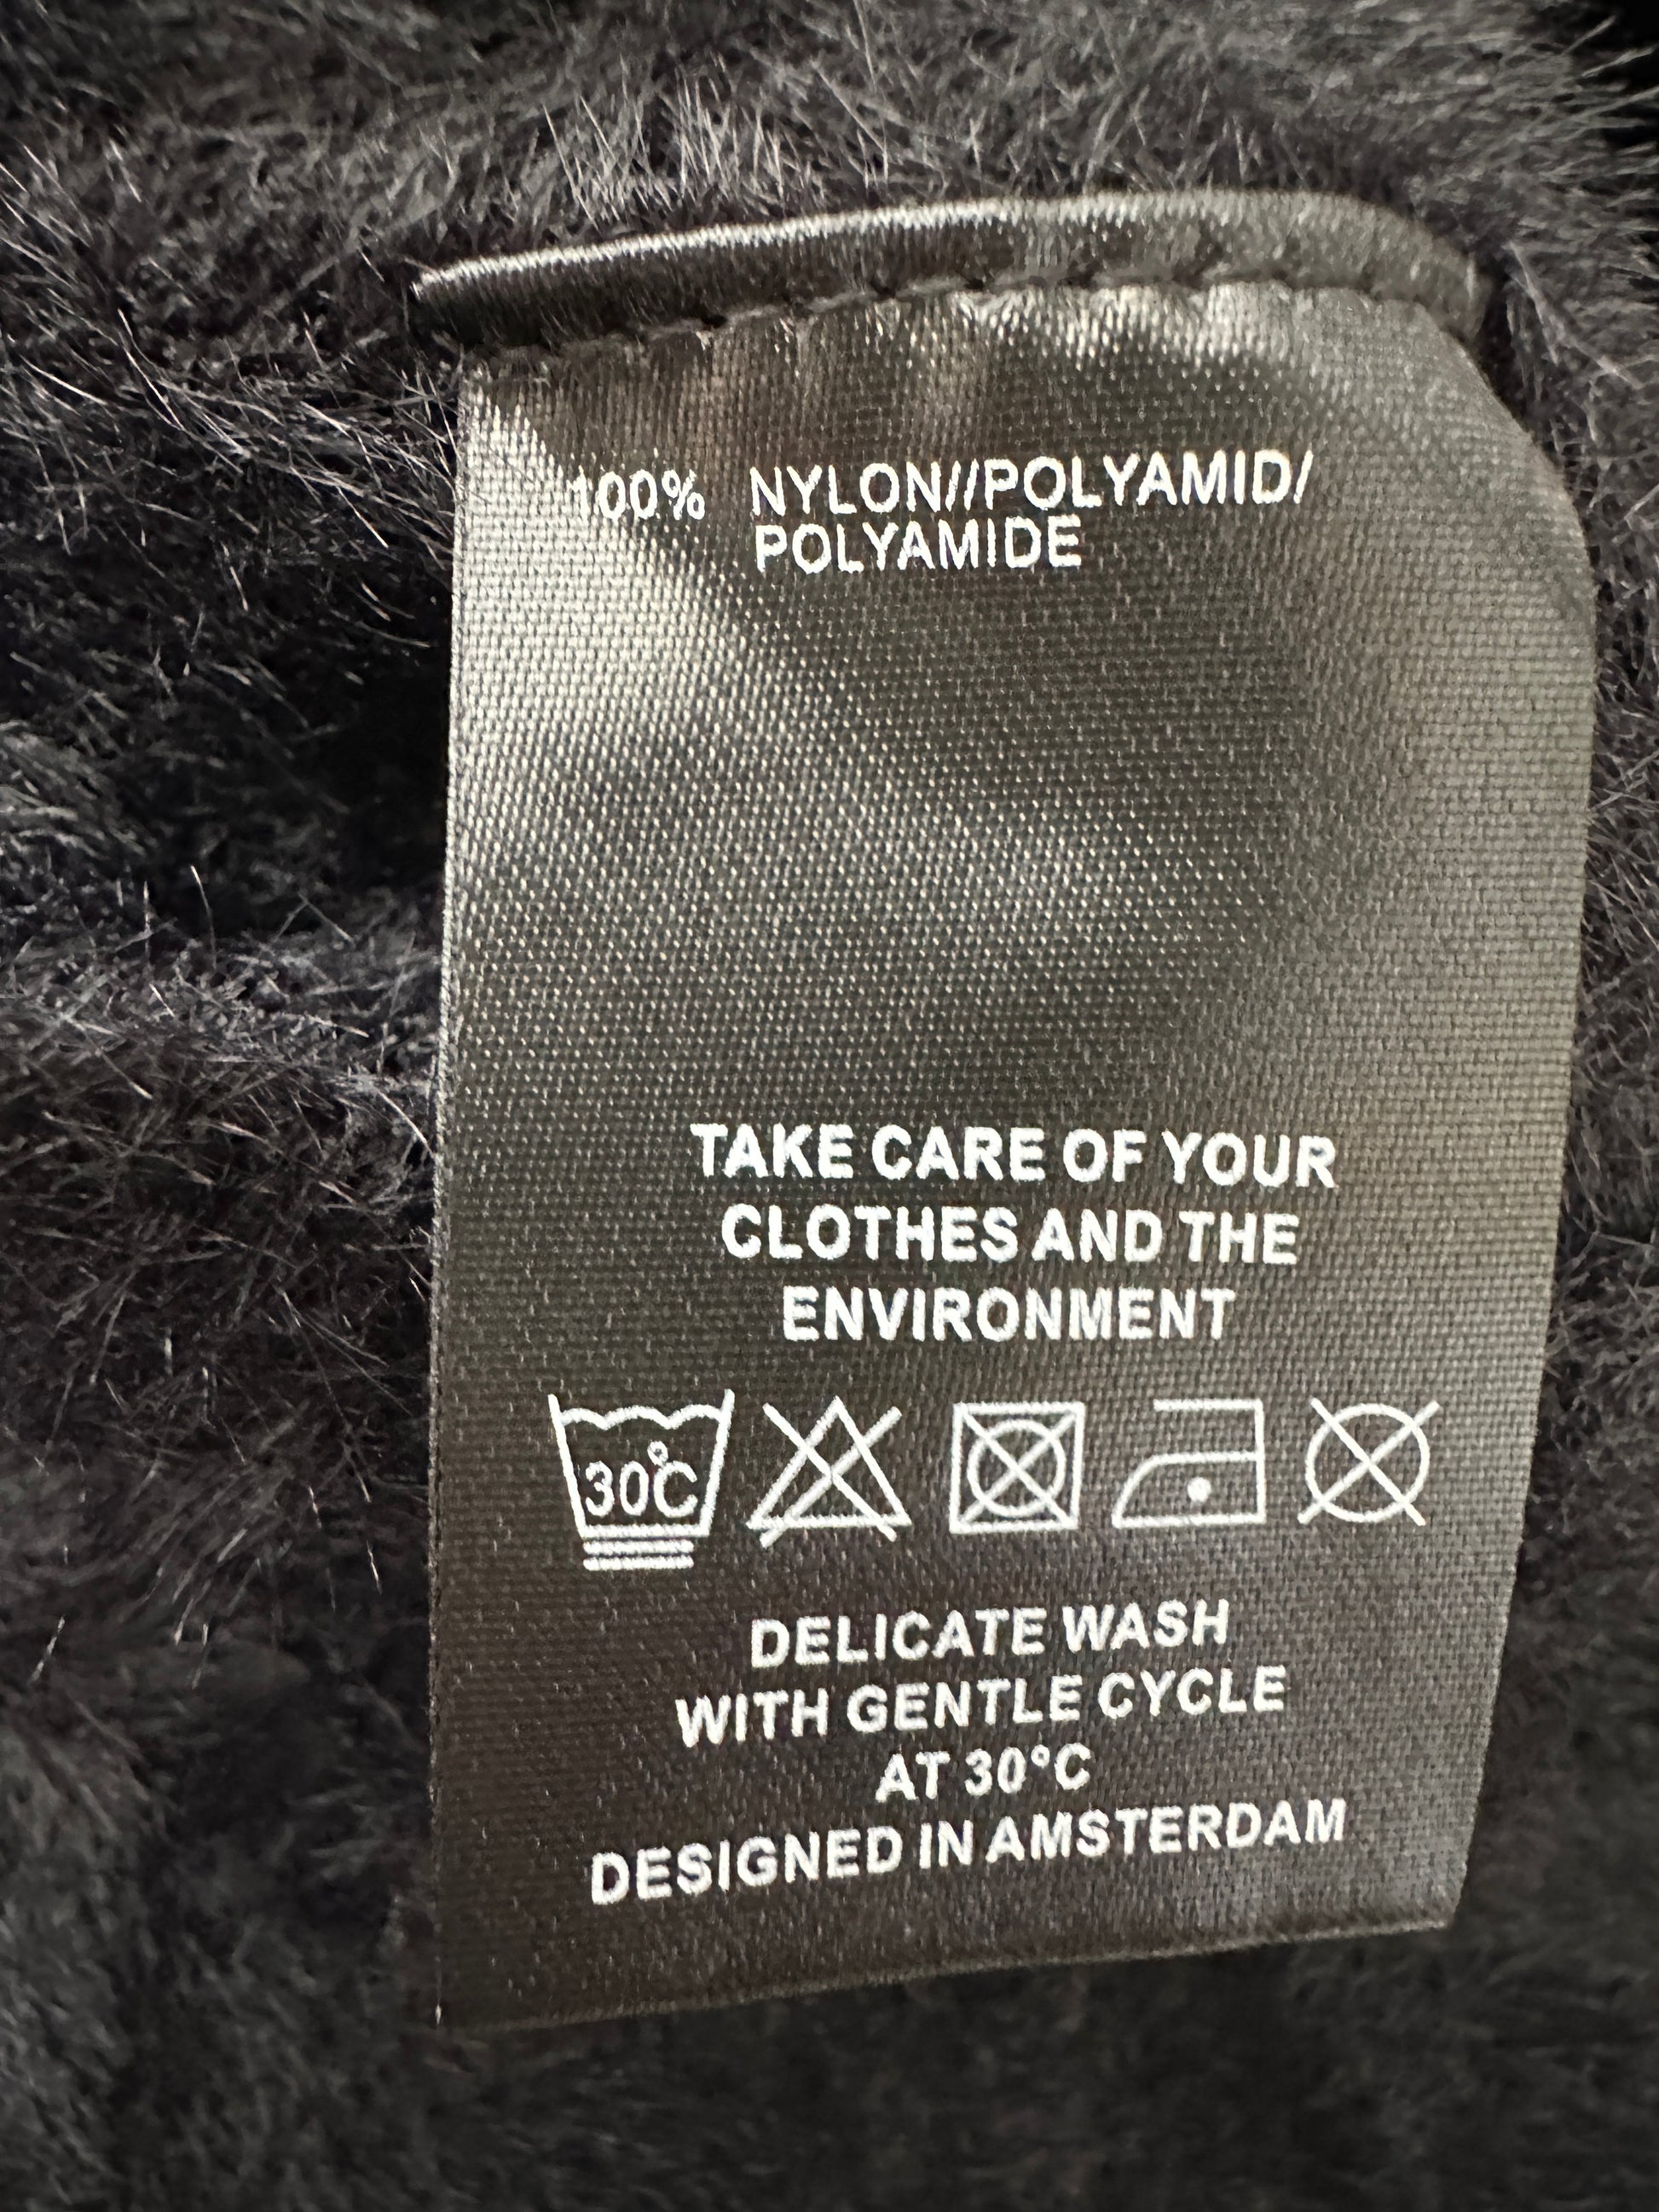 100% NYLON//POLYAMID/
POLYAMIDE
TAKE CARE OF YOUR
CLOTHES AND THE
ENVIRONMENT
30°C
DELICATE WASH
WITH GENTLE CYCLE
AT 30°C
DESIGNED IN AMSTERDAM